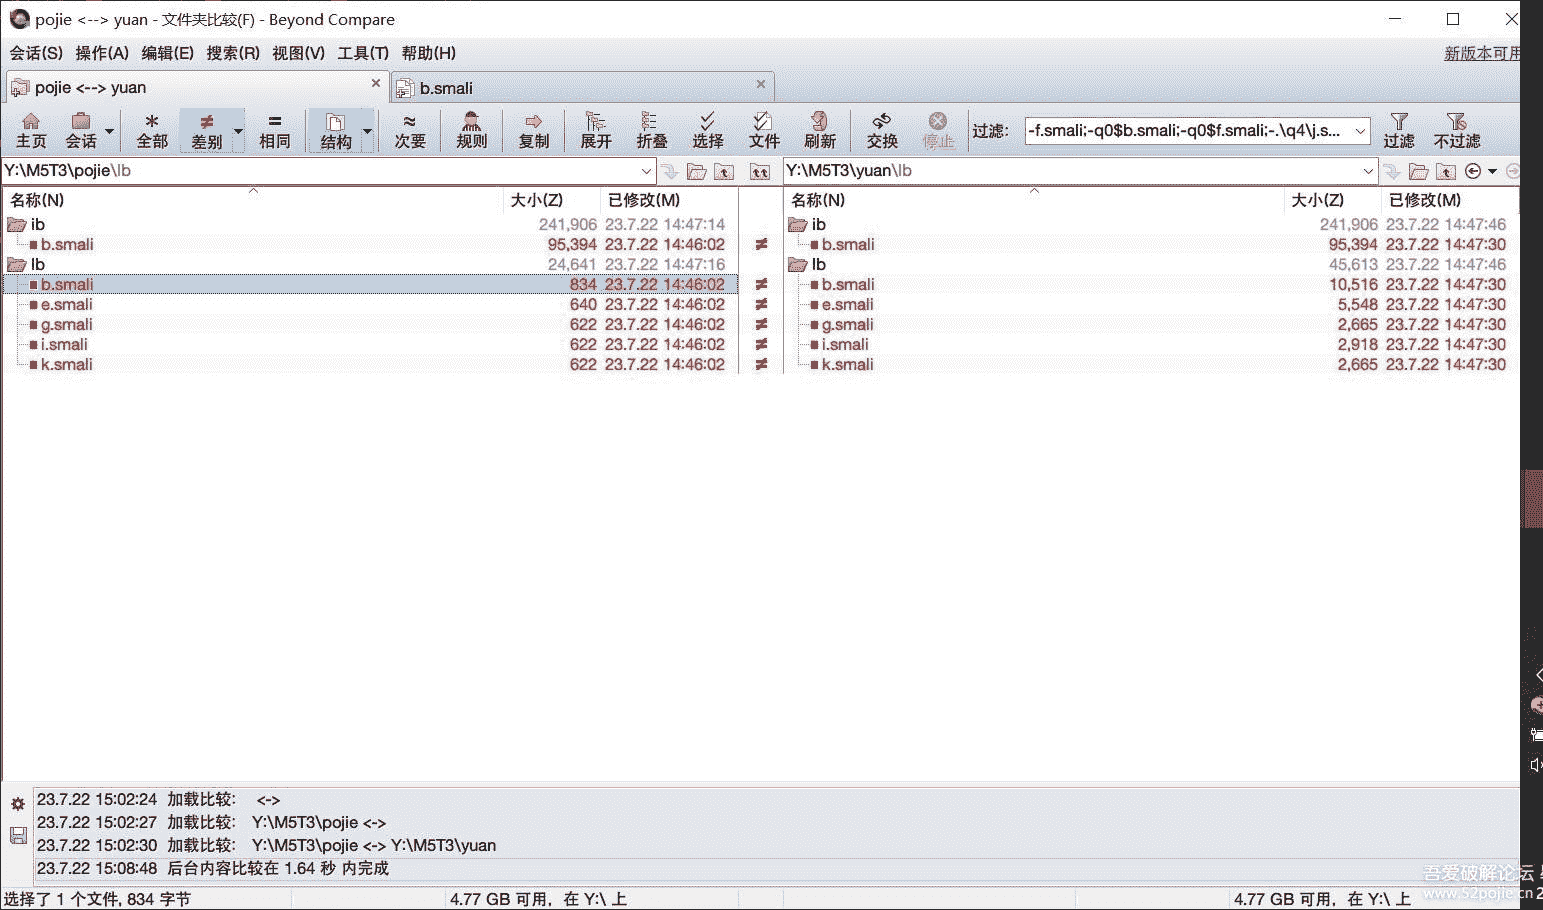 pojie <--> yuan - 文件夹比较(F) - Beyond Compare
会话(S) 操作(A) 编辑(E) 搜索(R) 视图(V) 工具(T) 帮助(H)
新版本可用
pojie <--> yuan
b.smali
主页 会话 全部 差别 相同 结构 次要 规则 复制 展开 折叠 选择 文件 刷新 交换 停止 过滤: -f.smali;-q0$b.smali;-q0$f.smali;-.\q4\j.s... 过滤 不过滤
Y:\M5T3\pojie\lb
Y:\M5T3\yuan\lb
名称(N) 大小(Z) 已修改(M) 名称(N) 大小(Z) 已修改(M)
ib 241,906 23.7.22 14:47:14 ib 241,906 23.7.22 14:47:46
b.smali 95,394 23.7.22 14:46:02 ≠ b.smali 95,394 23.7.22 14:47:30
lb 24,641 23.7.22 14:47:16 lb 45,613 23.7.22 14:47:46
b.smali 834 23.7.22 14:46:02 ≠ b.smali 10,516 23.7.22 14:47:30
e.smali 640 23.7.22 14:46:02 ≠ e.smali 5,548 23.7.22 14:47:30
g.smali 622 23.7.22 14:46:02 ≠ g.smali 2,665 23.7.22 14:47:30
i.smali 622 23.7.22 14:46:02 ≠ i.smali 2,918 23.7.22 14:47:30
k.smali 622 23.7.22 14:46:02 ≠ k.smali 2,665 23.7.22 14:47:30
23.7.22 15:02:24 加载比较: <->
23.7.22 15:02:27 加载比较: Y:\M5T3\pojie <->
23.7.22 15:02:30 加载比较: Y:\M5T3\pojie <-> Y:\M5T3\yuan
23.7.22 15:08:48 后台内容比较在 1.64 秒 内完成
选择了 1 个文件, 834 字节 4.77 GB 可用，在 Y:\ 上 4.77 GB 可用，在 Y:\ 上
吾爱破解论坛
www.52pojie.cn